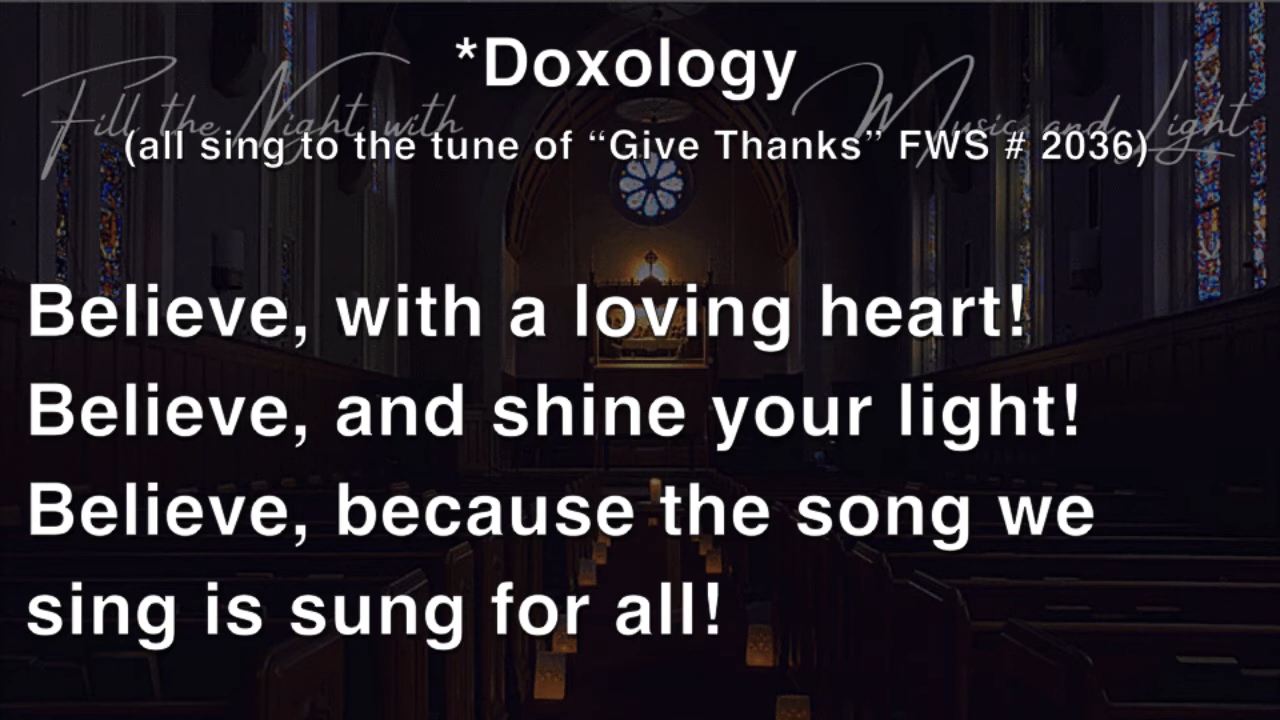 *Doxology
Fill the Night with Music and Light
(all sing to the tune of “Give Thanks” FWS # 2036)
Believe, with a loving heart!
Believe, and shine your light!
Believe, because the song we
sing is sung for all!